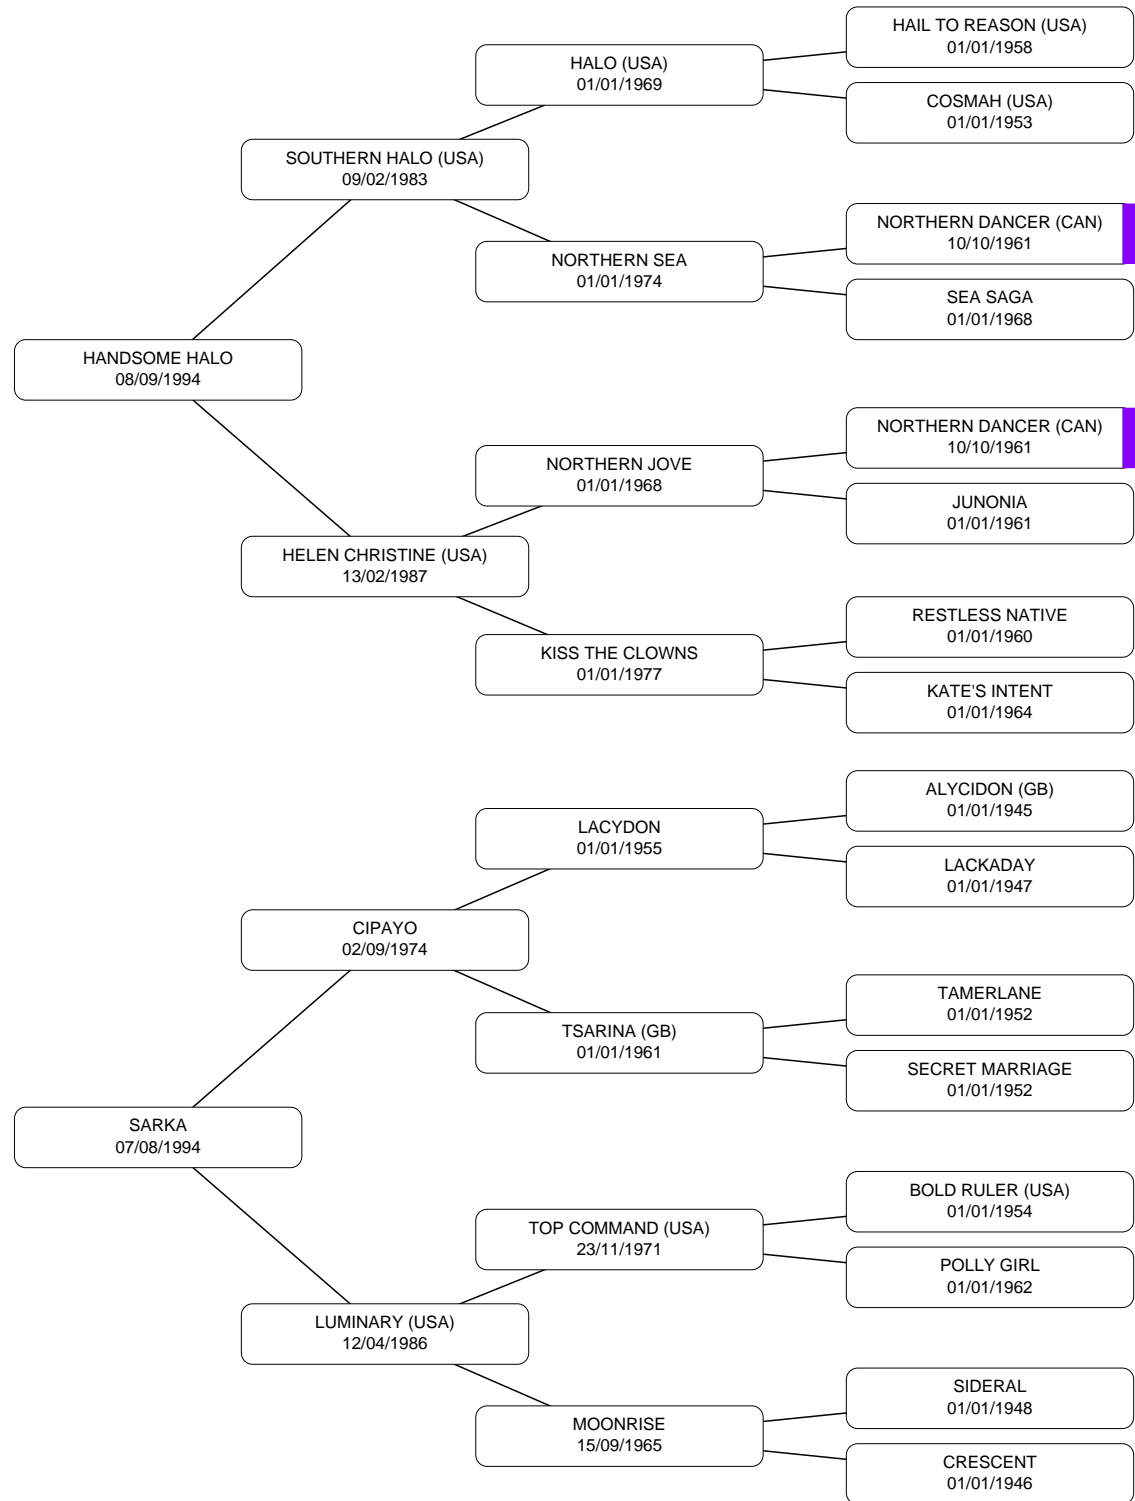 HAIL TO REASON (USA)
01/01/1958
HALO (USA)
01/01/1969
COSMAH (USA)
01/01/1953
SOUTHERN HALO (USA)
09/02/1983
NORTHERN DANCER (CAN)
10/10/1961
NORTHERN SEA
01/01/1974
SEA SAGA
01/01/1968
HANDSOME HALO
08/09/1994
NORTHERN DANCER (CAN)
10/10/1961
NORTHERN JOVE
01/01/1968
JUNONIA
01/01/1961
HELEN CHRISTINE (USA)
13/02/1987
RESTLESS NATIVE
01/01/1960
KISS THE CLOWNS
01/01/1977
KATE'S INTENT
01/01/1964
ALYCIDON (GB)
01/01/1945
LACYDON
01/01/1955
LACKADAY
01/01/1947
CIPAYO
02/09/1974
TAMERLANE
01/01/1952
TSARINA (GB)
01/01/1961
SECRET MARRIAGE
01/01/1952
SARKA
07/08/1994
BOLD RULER (USA)
01/01/1954
TOP COMMAND (USA)
23/11/1971
POLLY GIRL
01/01/1962
LUMINARY (USA)
12/04/1986
SIDERAL
01/01/1948
MOONRISE
15/09/1965
CRESCENT
01/01/1946